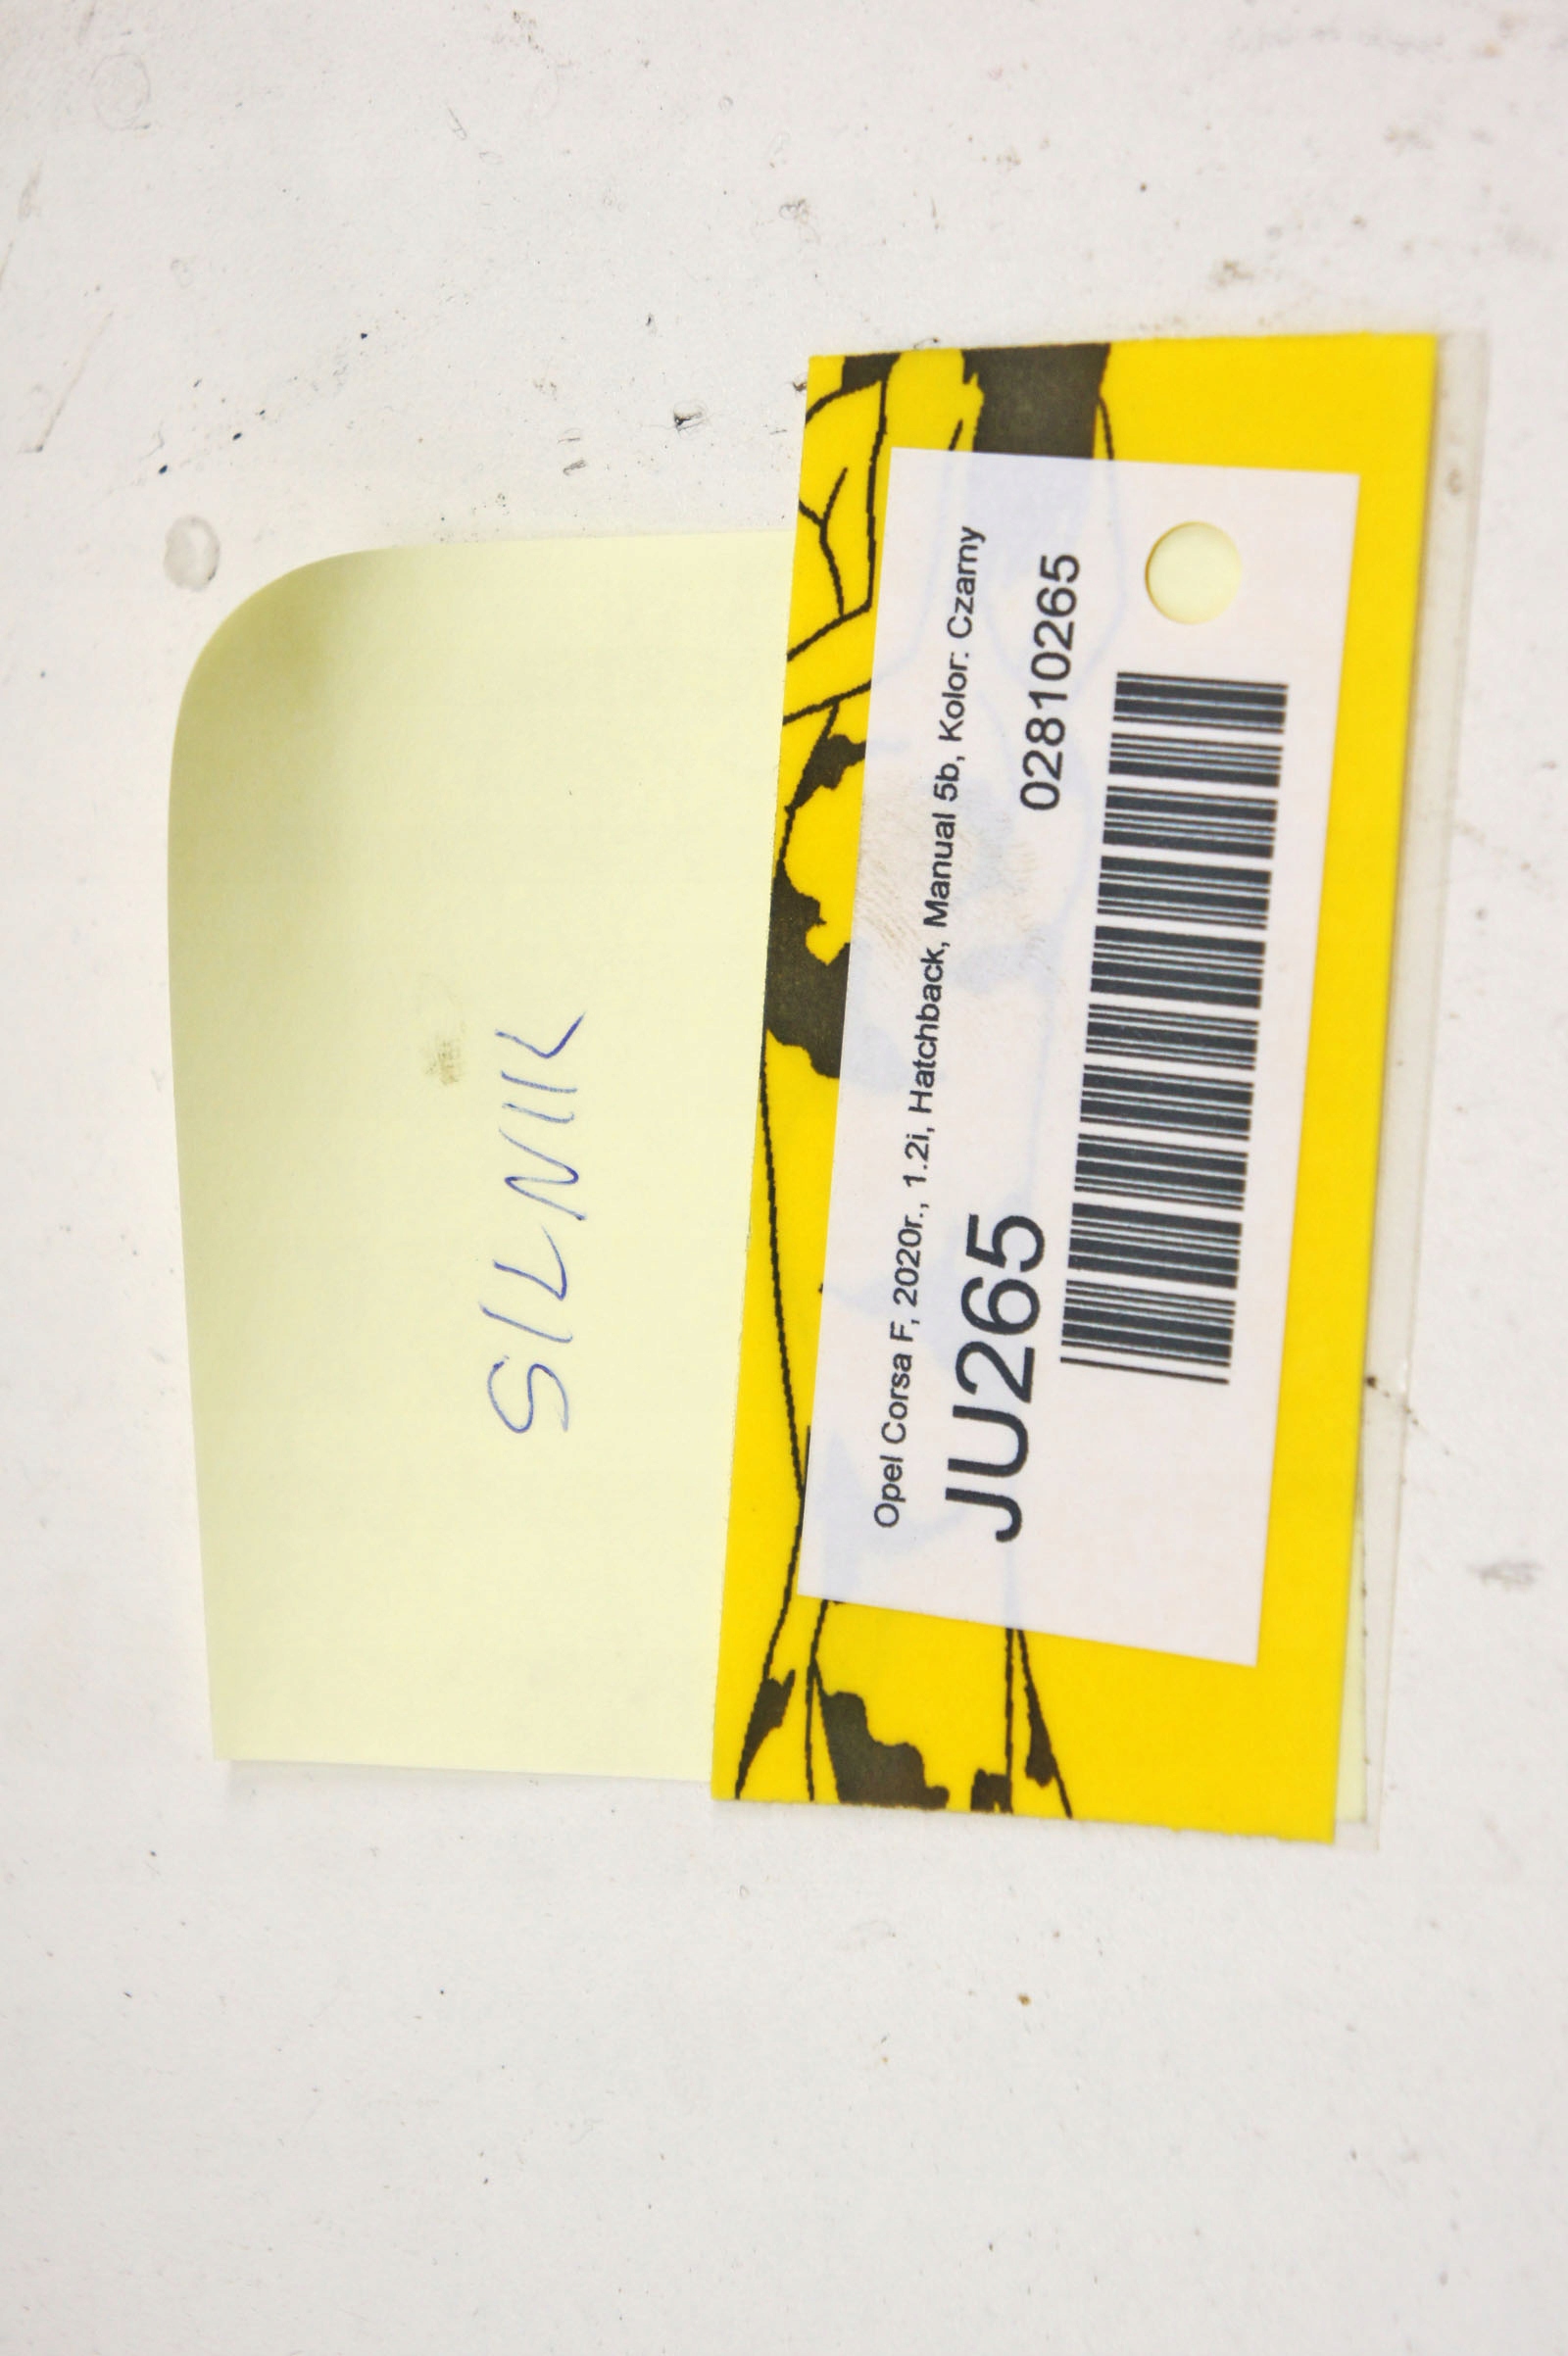 SILNIK
Opel Corsa F, 2020r., 1.2i, Hatchback, Manual 5b, Kolor: Czarny
JU265
02810265